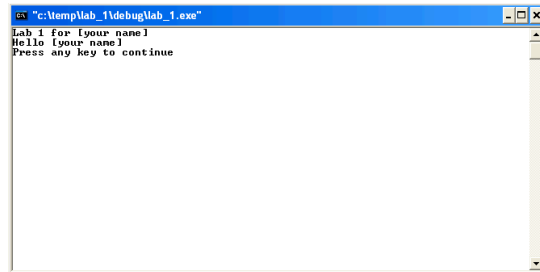 "c:\temp\lab_1\debug\lab_1.exe"
Lab 1 for [your name]
Hello [your name]
Press any key to continue